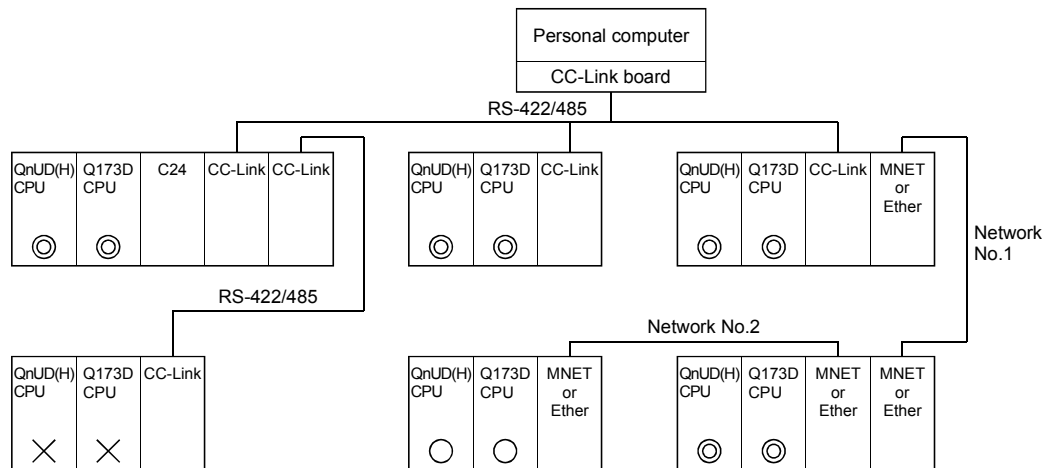 Personal computer
CC-Link board
RS-422/485
QnUD(H)
CPU
Q173D
CPU
C24
CC-Link
CC-Link
QnUD(H)
CPU
Q173D
CPU
CC-Link
QnUD(H)
CPU
Q173D
CPU
CC-Link
MNET
or
Ether
Network
No.1
RS-422/485
Network No.2
QnUD(H)
CPU
Q173D
CPU
CC-Link
QnUD(H)
CPU
Q173D
CPU
MNET
or
Ether
QnUD(H)
CPU
Q173D
CPU
MNET
or
Ether
MNET
or
Ether